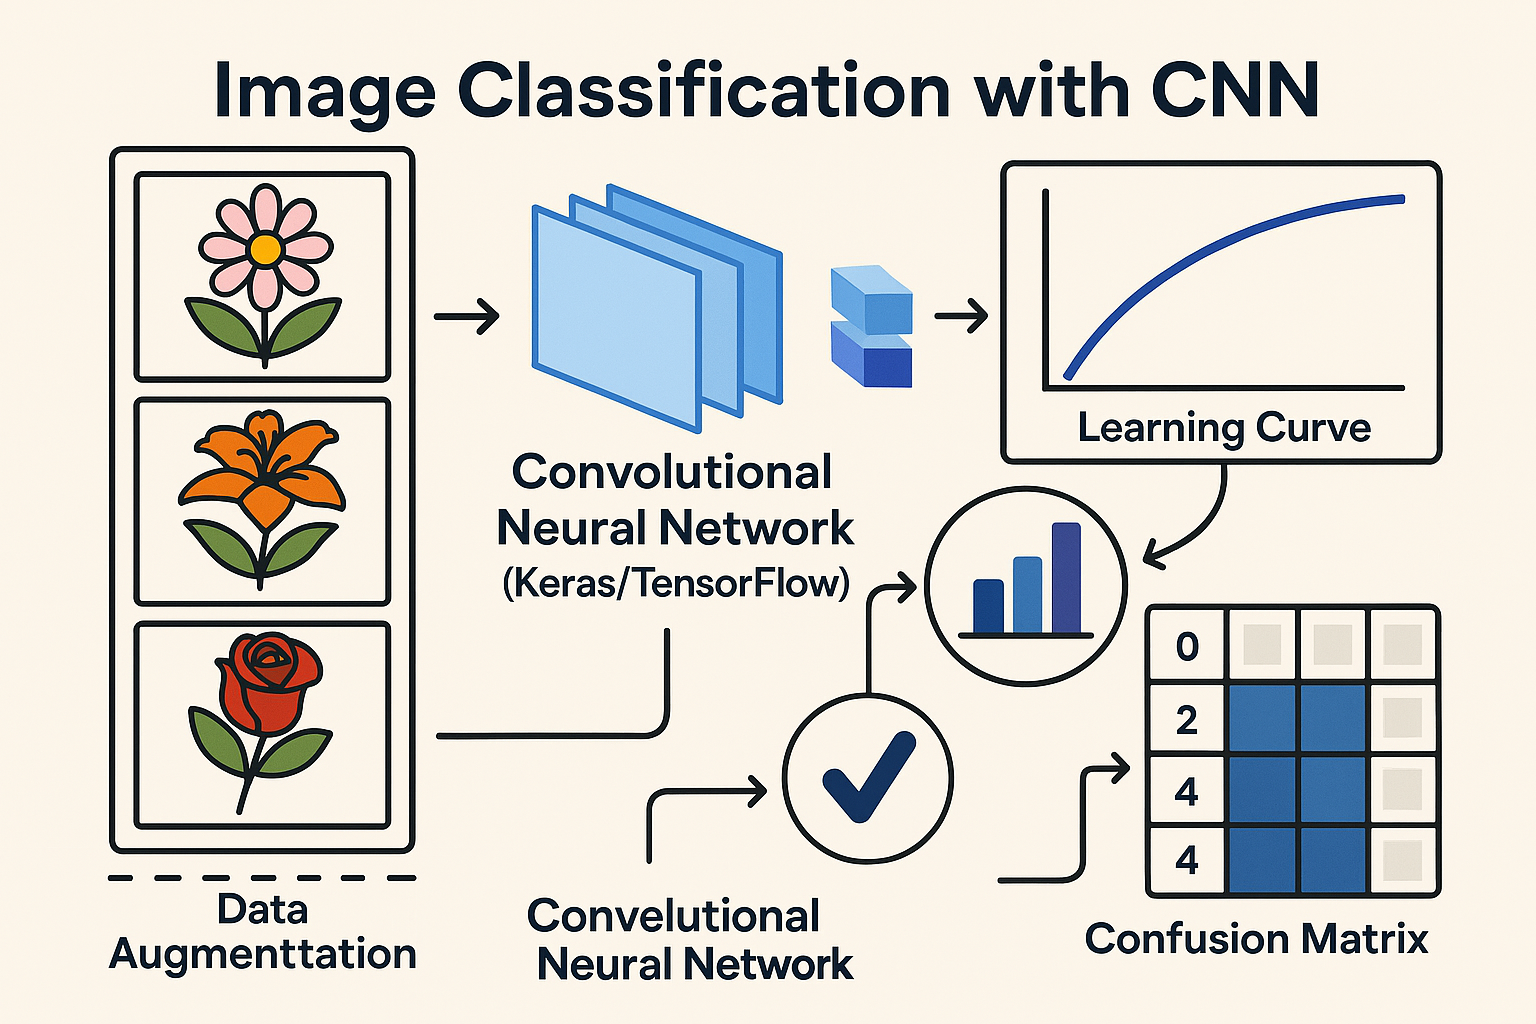 Image Classification with CNN
Convolutional
Neural Network
(Keras/TensorFlow)
Learning Curve
0
2
4
4
Data
Augmenttation
Convelutional
Neural Network
Confusion Matrix